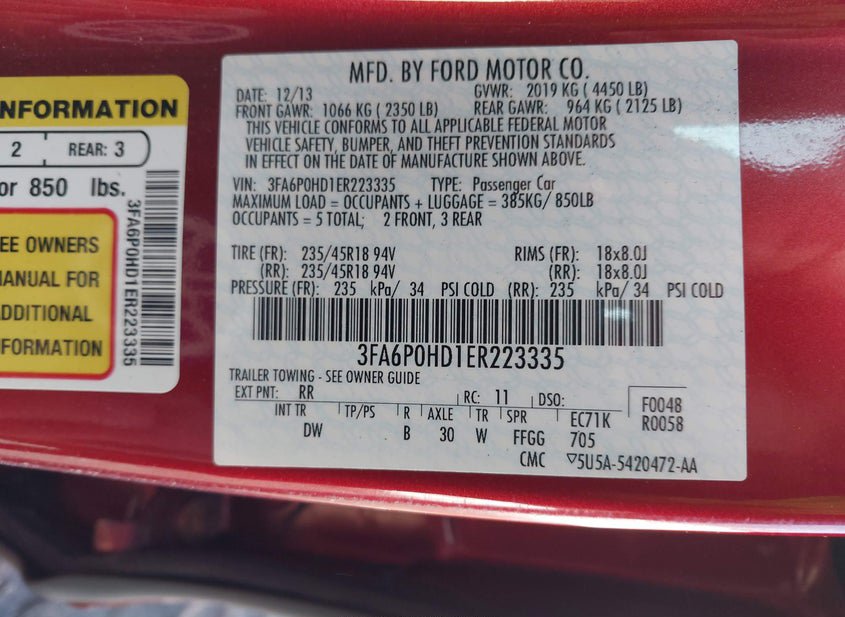 NFORMATION
2 REAR: 3
or 850 lbs.
EE OWNERS
MANUAL FOR
ADDITIONAL
FORMATION
3FA6P0HD1ER223335
MFD. BY FORD MOTOR CO.
DATE: 12/13 GVWR: 2019 KG ( 4450 LB)
FRONT GAWR: 1066 KG ( 2350 LB) REAR GAWR: 964 KG ( 2125 LB)
THIS VEHICLE CONFORMS TO ALL APPLICABLE FEDERAL MOTOR
VEHICLE SAFETY, BUMPER, AND THEFT PREVENTION STANDARDS
IN EFFECT ON THE DATE OF MANUFACTURE SHOWN ABOVE.
VIN: 3FA6P0HD1ER223335 TYPE: Passenger Car
MAXIMUM LOAD = OCCUPANTS + LUGGAGE = 385KG/ 850LB
OCCUPANTS = 5 TOTAL; 2 FRONT, 3 REAR
TIRE (FR): 235/45R18 94V RIMS (FR): 18x8.0J
(RR): 235/45R18 94V (RR): 18x8.0J
PRESSURE (FR): 235 kPa/ 34 PSI COLD (RR): 235 kPa/ 34 PSI COLD
3FA6P0HD1ER223335
TRAILER TOWING - SEE OWNER GUIDE
EXT PNT: RR RC: 11 DSO: F0048
INT TR TP/PS R AXLE TR SPR EC71K R0058
DW B 30 W FFGG 705
CMC 5U5A-5420472-AA